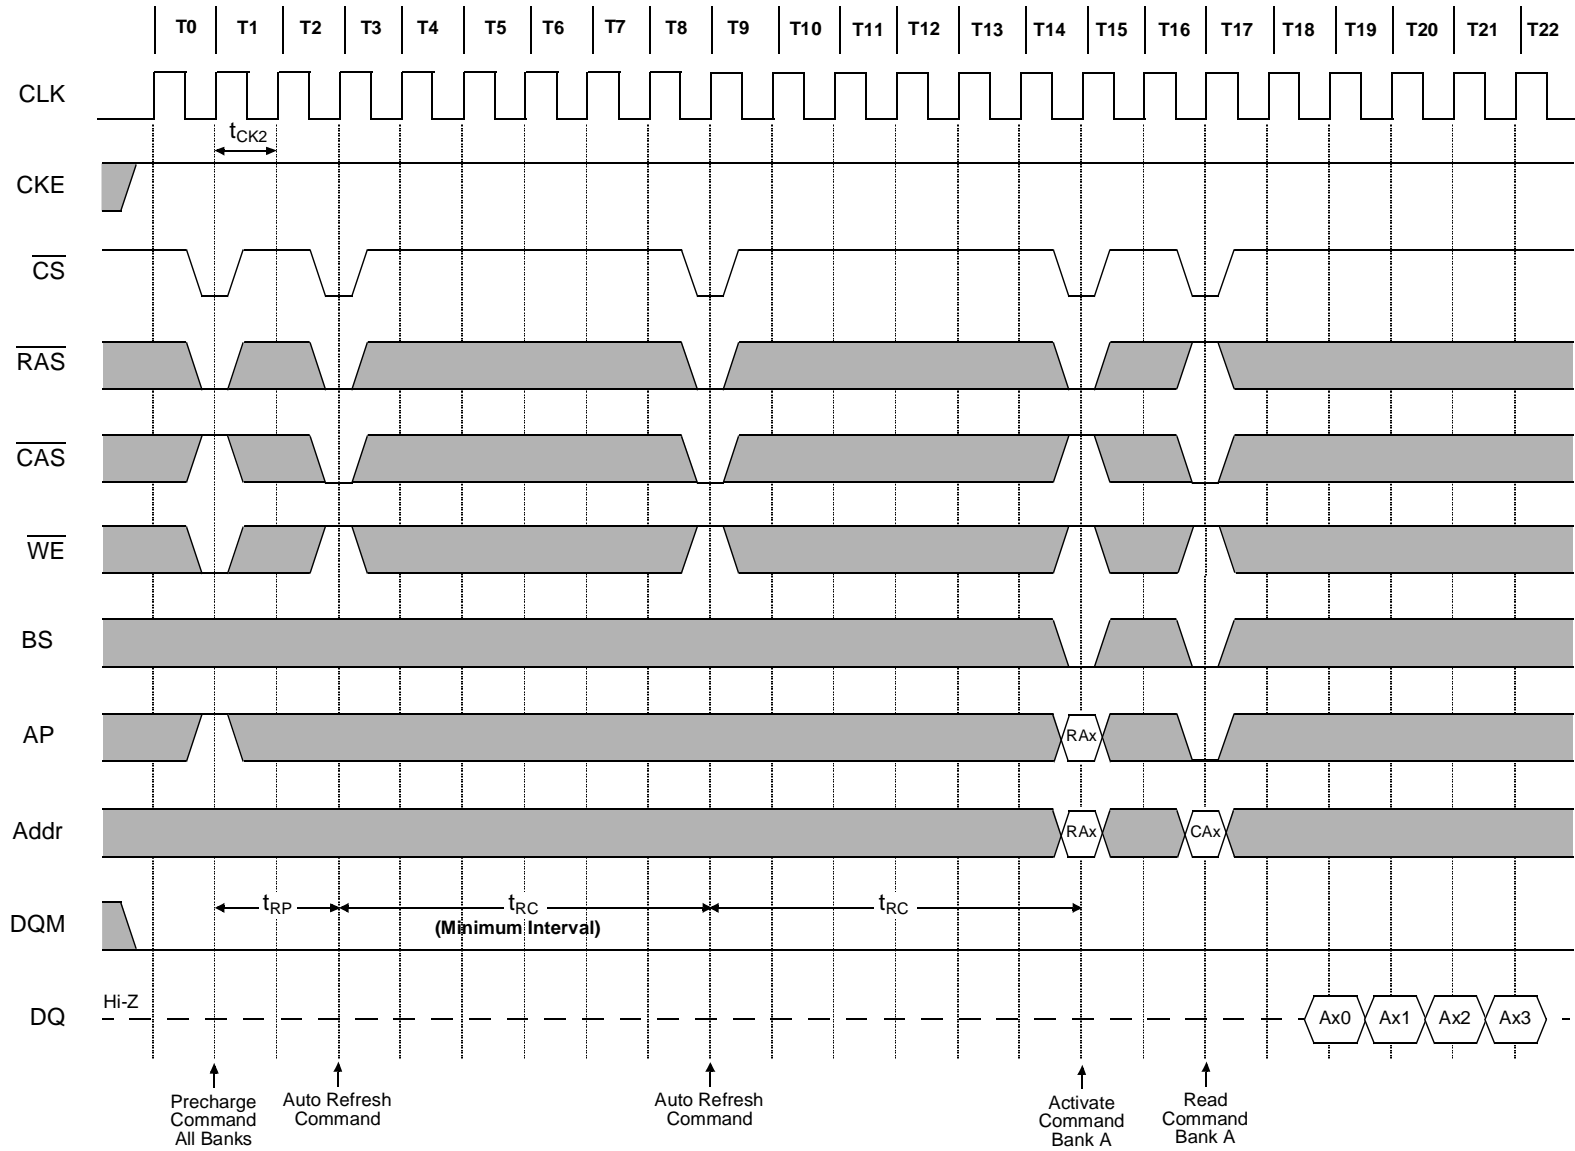 T0 T1 T2 T3 T4 T5 T6 T7 T8 T9 T10 T11 T12 T13 T14 T15 T16 T17 T18 T19 T20 T21 T22
CLK
tCK2
CKE
CS
RAS
CAS
WE
BS
AP
RAx
Addr
RAx CAx
tRP tRC tRC
DQM
(Minimum Interval)
Hi-Z
DQ
Ax0 Ax1 Ax2 Ax3
Precharge
Command
All Banks
Auto Refresh
Command
Auto Refresh
Command
Activate
Command
Bank A
Read
Command
Bank A